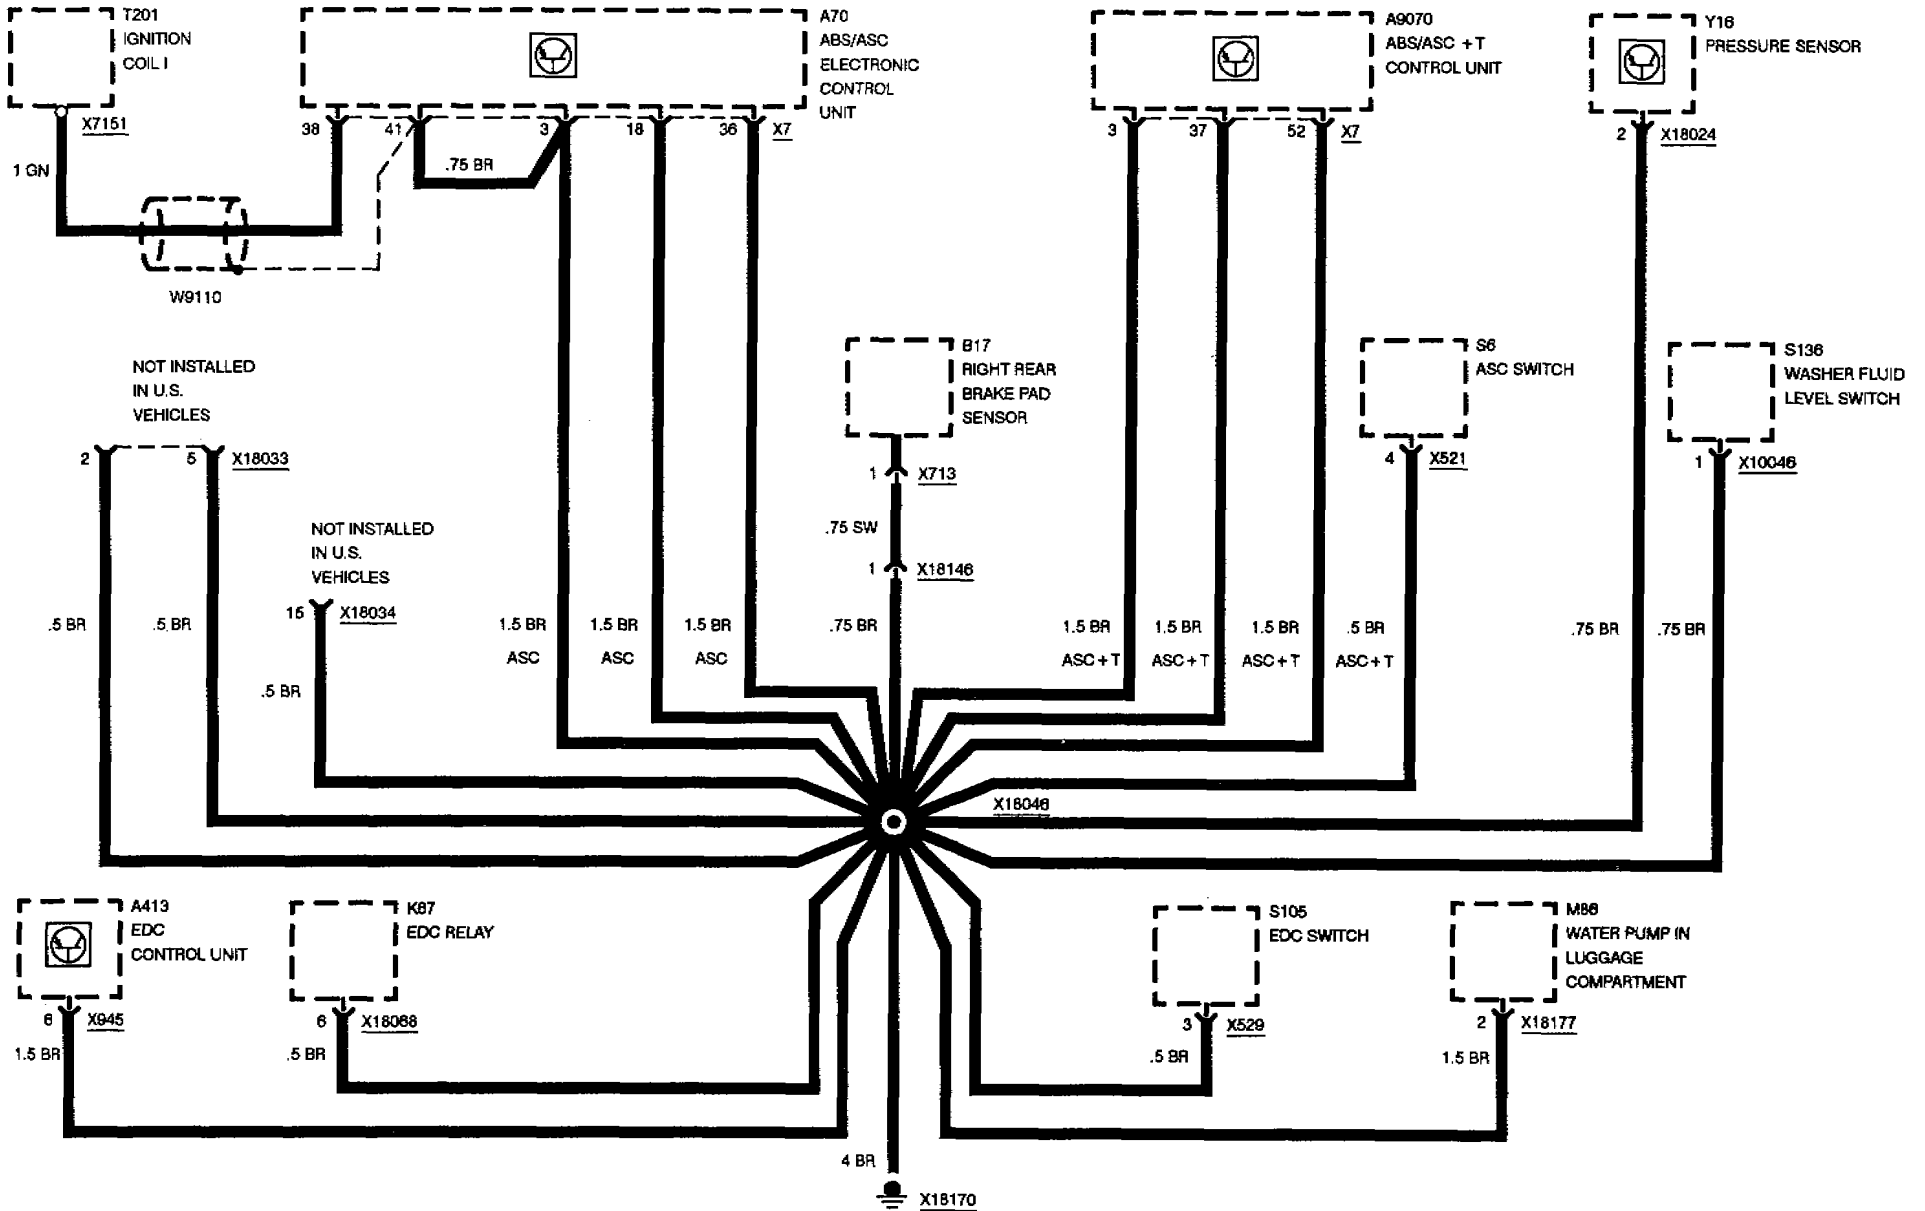 T201
IGNITION
COIL I
X7151
1 GN
W9110
A70
ABS/ASC
ELECTRONIC
CONTROL
UNIT
38
41
3
18
36
X7
.75 BR
A9070
ABS/ASC + T
CONTROL UNIT
3
37
52
X7
Y16
PRESSURE SENSOR
2
X18024
NOT INSTALLED
IN U.S.
VEHICLES
2
5
X18033
NOT INSTALLED
IN U.S.
VEHICLES
15
X18034
B17
RIGHT REAR
BRAKE PAD
SENSOR
1
X713
.75 SW
1
X18146
S6
ASC SWITCH
4
X521
S136
WASHER FLUID
LEVEL SWITCH
1
X10046
.5 BR
.5 BR
.5 BR
1.5 BR
ASC
1.5 BR
ASC
1.5 BR
ASC
.75 BR
1.5 BR
ASC + T
1.5 BR
ASC + T
1.5 BR
ASC + T
.5 BR
ASC + T
.75 BR
.75 BR
X18046
A413
EDC
CONTROL UNIT
6
X945
1.5 BR
K67
EDC RELAY
6
X18068
.5 BR
S105
EDC SWITCH
3
X529
.5 BR
M86
WATER PUMP IN
LUGGAGE
COMPARTMENT
2
X18177
1.5 BR
4 BR
X18170